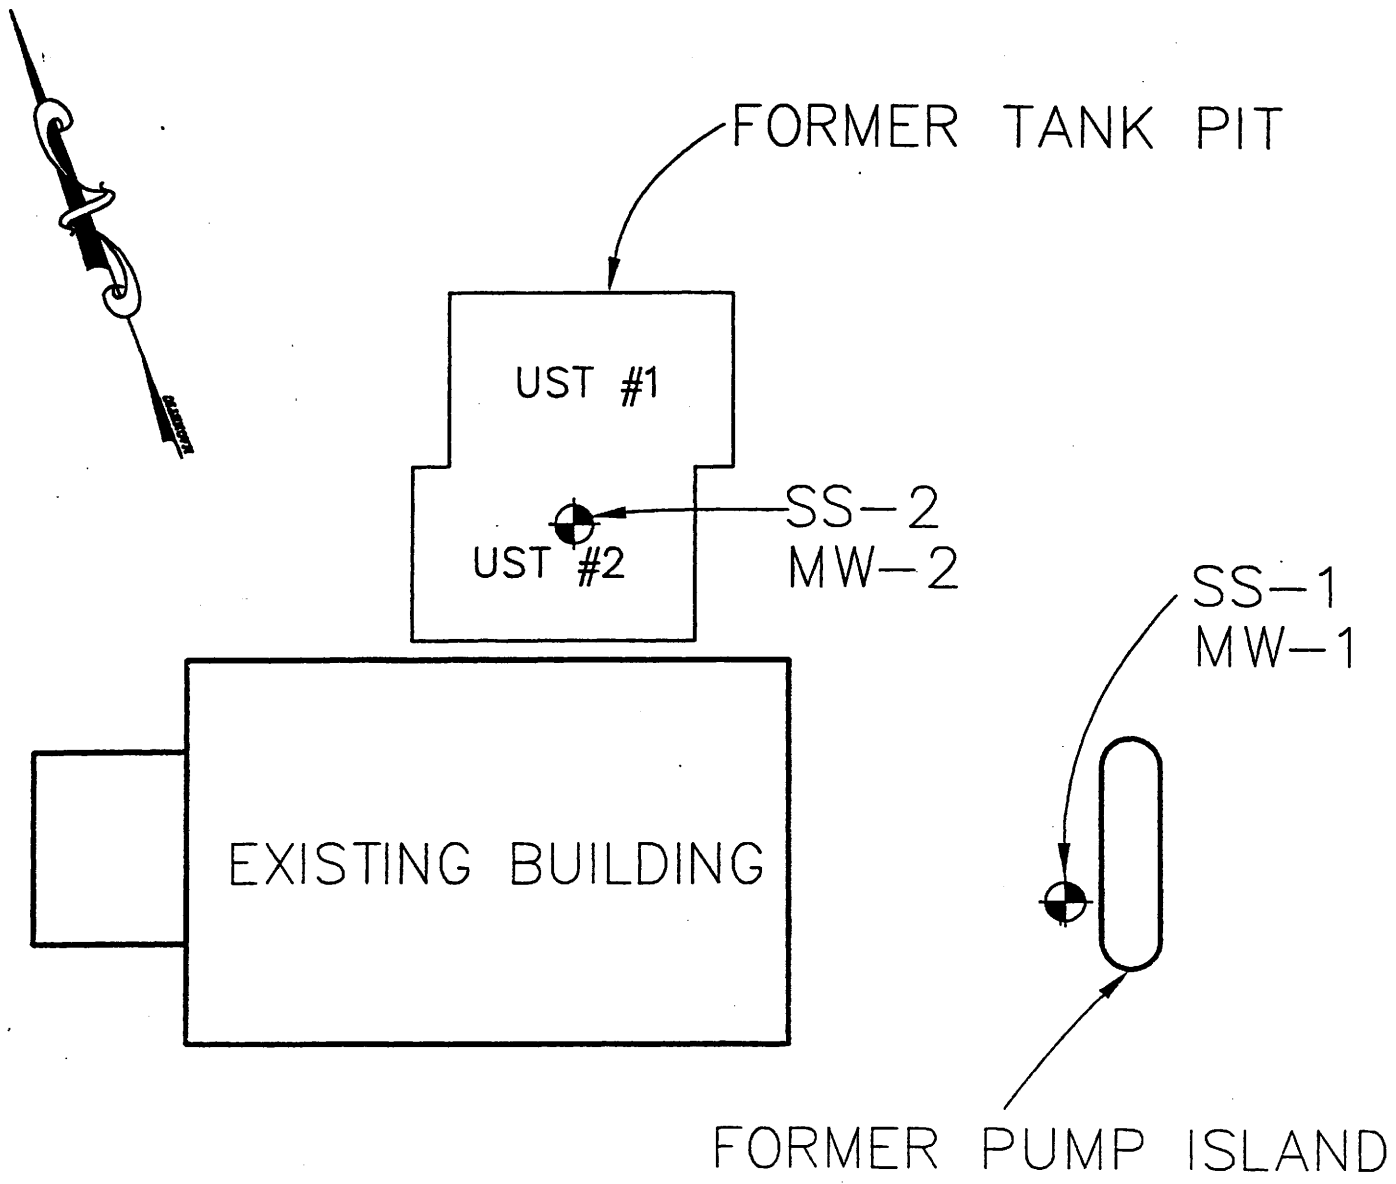 FORMER TANK PIT
UST #1
SS-2
MW-2
UST #2
SS-1
MW-1
EXISTING BUILDING
FORMER PUMP ISLAND